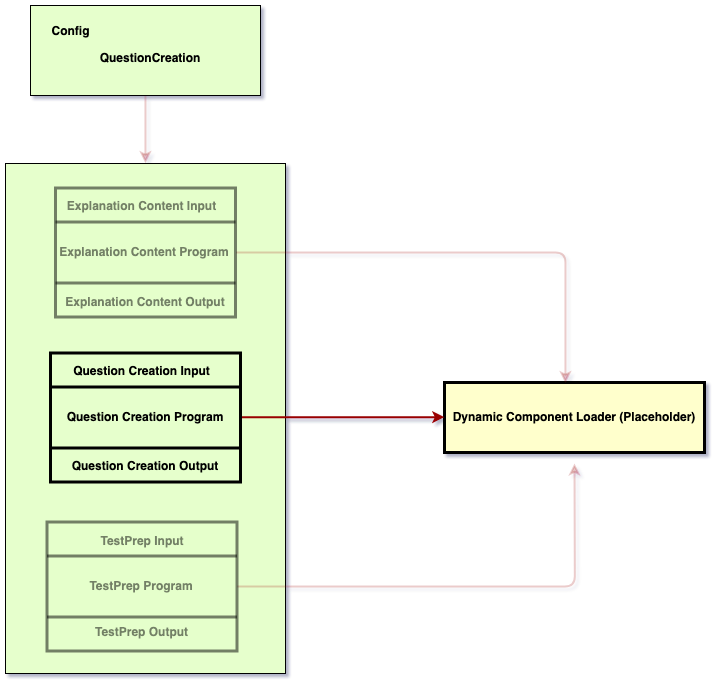 Config
QuestionCreation
Explanation Content Input
Explanation Content Program
Explanation Content Output
Question Creation Input
Question Creation Program
Question Creation Output
Dynamic Component Loader (Placeholder)
TestPrep Input
TestPrep Program
TestPrep Output